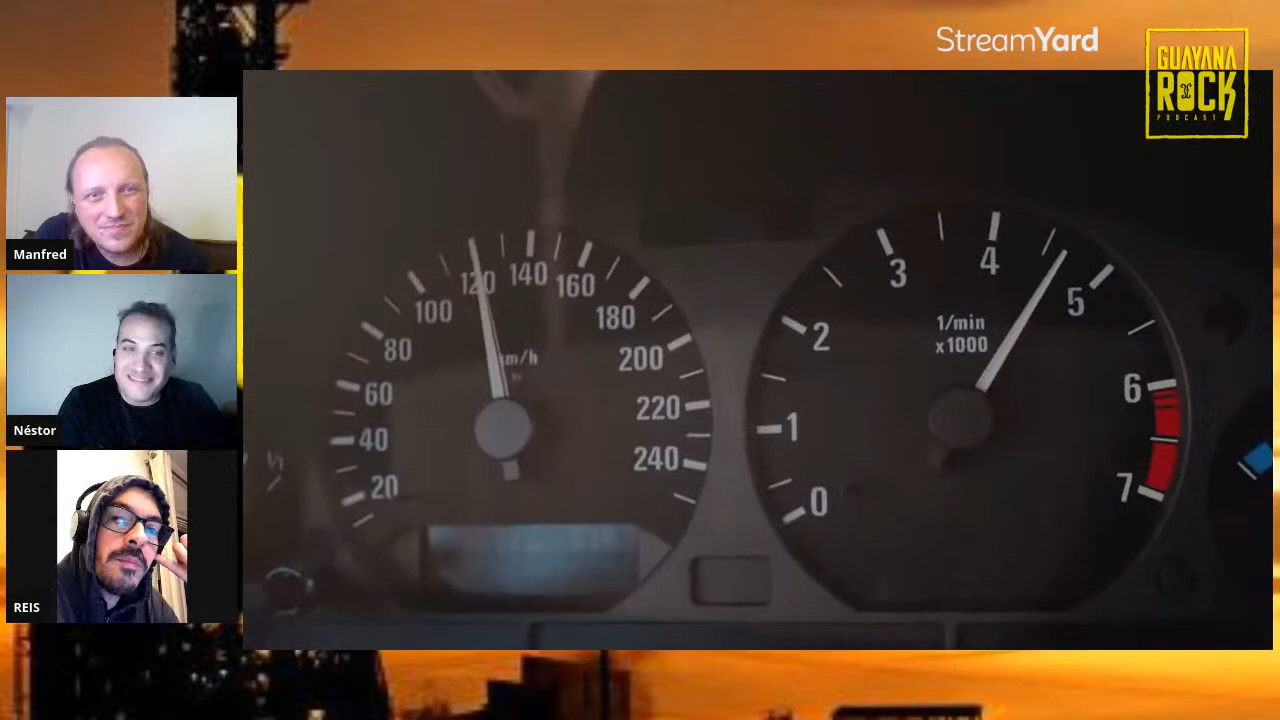 StreamYard
GUAYANA
ROCK
PODCAST
Manfred
Néstor
REIS
20
40
60
80
100
120
140
160
180
200
220
240
km/h
0
1
2
3
4
5
6
7
1/min
x1000